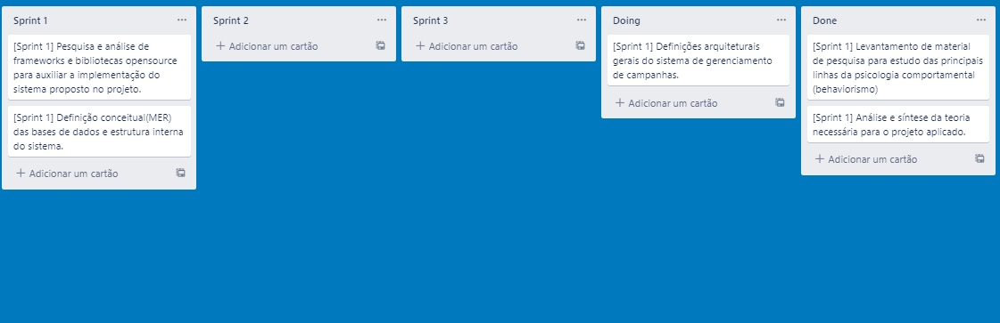 Sprint 1
[Sprint 1] Pesquisa e análise de
frameworks e bibliotecas opensource
para auxiliar a implementação do
sistema proposto no projeto.
[Sprint 1] Definição conceitual(MER)
das bases de dados e estrutura interna
do sistema.
+ Adicionar um cartão
Sprint 2
+ Adicionar um cartão
Sprint 3
+ Adicionar um cartão
Doing
[Sprint 1] Definições arquiteturais
gerais do sistema de gerenciamento
de campanhas.
+ Adicionar um cartão
Done
[Sprint 1] Levantamento de material
de pesquisa para estudo das principais
linhas da psicologia comportamental
(behaviorismo)
[Sprint 1] Análise e síntese da teoria
necessária para o projeto aplicado.
+ Adicionar um cartão